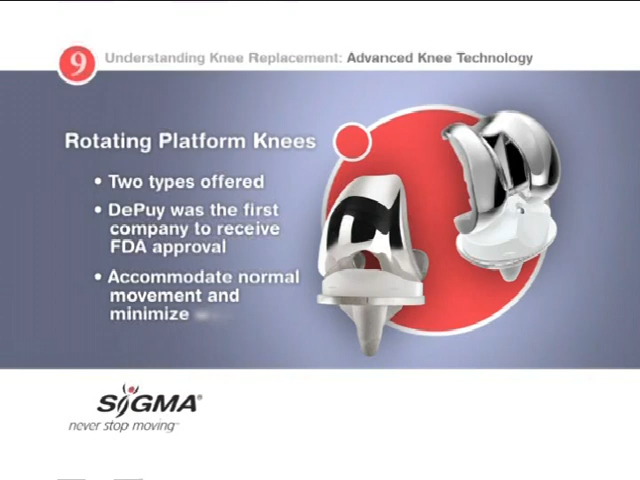 9 Understanding Knee Replacement: Advanced Knee Technology
Rotating Platform Knees
• Two types offered
• DePuy was the first
company to receive
FDA approval
• Accommodate normal
movement and
minimize
SIGMA®
never stop moving™